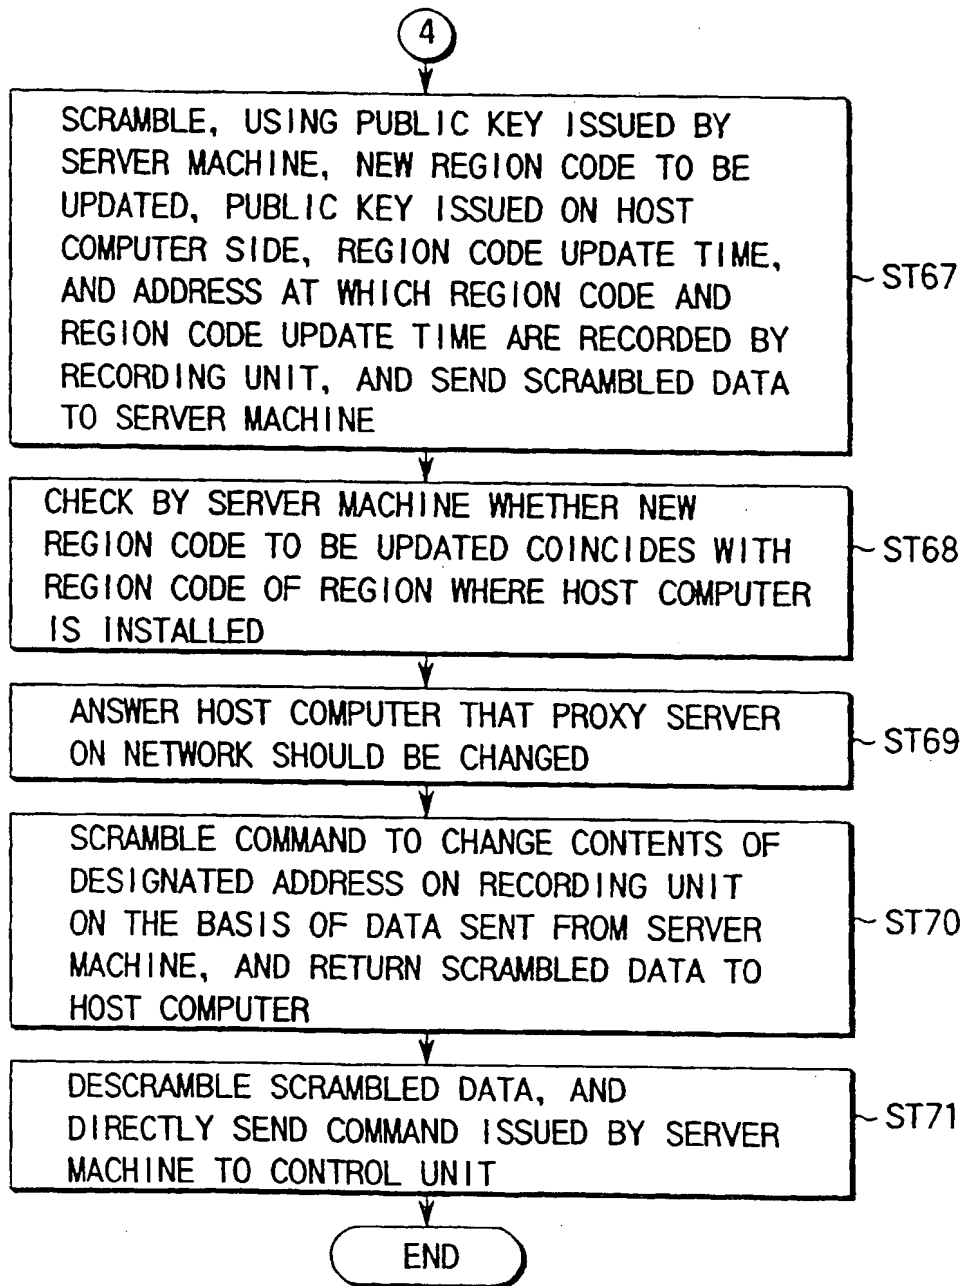 4
SCRAMBLE, USING PUBLIC KEY ISSUED BY
SERVER MACHINE, NEW REGION CODE TO BE
UPDATED, PUBLIC KEY ISSUED ON HOST
COMPUTER SIDE, REGION CODE UPDATE TIME,
AND ADDRESS AT WHICH REGION CODE AND
REGION CODE UPDATE TIME ARE RECORDED BY
RECORDING UNIT, AND SEND SCRAMBLED DATA
TO SERVER MACHINE
ST67
CHECK BY SERVER MACHINE WHETHER NEW
REGION CODE TO BE UPDATED COINCIDES WITH
REGION CODE OF REGION WHERE HOST COMPUTER
IS INSTALLED
ST68
ANSWER HOST COMPUTER THAT PROXY SERVER
ON NETWORK SHOULD BE CHANGED
ST69
SCRAMBLE COMMAND TO CHANGE CONTENTS OF
DESIGNATED ADDRESS ON RECORDING UNIT
ON THE BASIS OF DATA SENT FROM SERVER
MACHINE, AND RETURN SCRAMBLED DATA TO
HOST COMPUTER
ST70
DESCRAMBLE SCRAMBLED DATA, AND
DIRECTLY SEND COMMAND ISSUED BY SERVER
MACHINE TO CONTROL UNIT
ST71
END